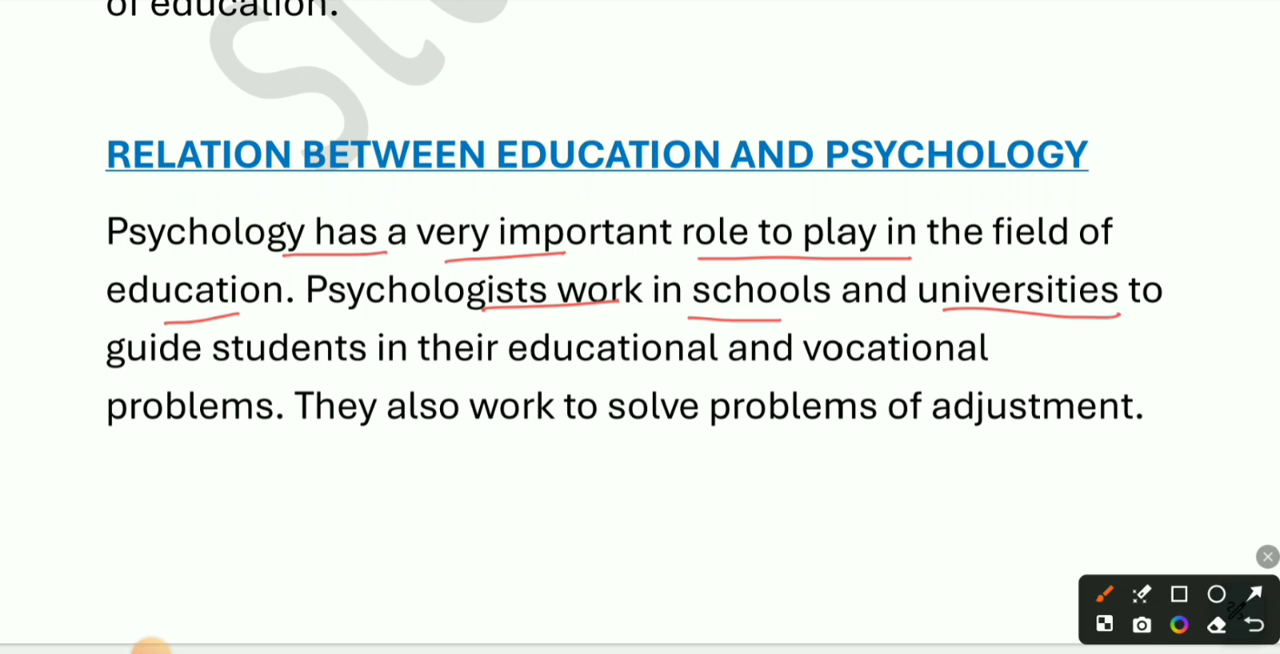 of education.
RELATION BETWEEN EDUCATION AND PSYCHOLOGY
Psychology has a very important role to play in the field of
education. Psychologists work in schools and universities to
guide students in their educational and vocational
problems. They also work to solve problems of adjustment.